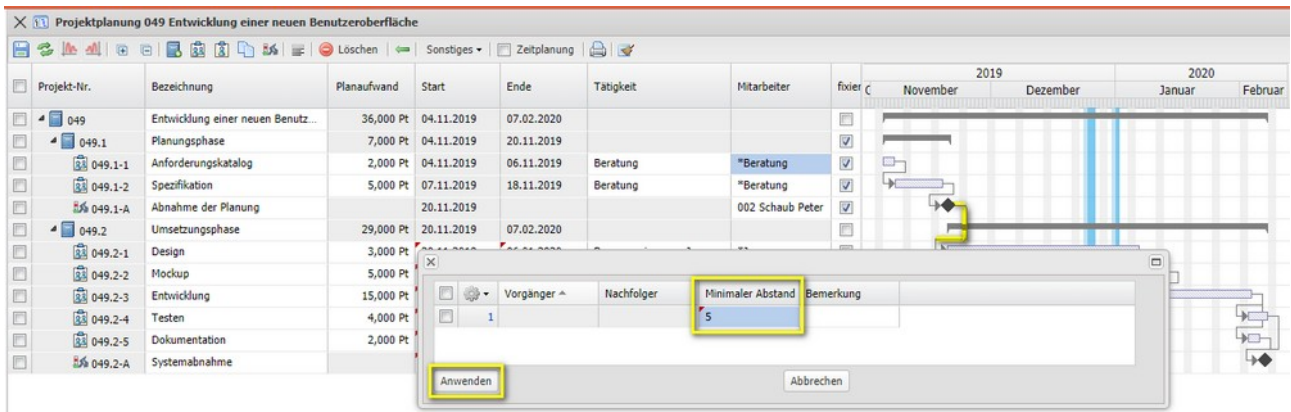 Projektplanung 049 Entwicklung einer neuen Benutzeroberfläche
Löschen Sonstiges Zeitplanung
Projekt-Nr. Bezeichnung Planaufwand Start Ende Tätigkeit Mitarbeiter fixier
2019 2020
November Dezember Januar Februar
049 Entwicklung einer neuen Benutz... 36,000 Pt 04.11.2019 07.02.2020
049.1 Planungsphase 7,000 Pt 04.11.2019 20.11.2019
049.1-1 Anforderungskatalog 2,000 Pt 04.11.2019 06.11.2019 Beratung *Beratung
049.1-2 Spezifikation 5,000 Pt 07.11.2019 18.11.2019 Beratung *Beratung
049.1-A Abnahme der Planung 20.11.2019 002 Schaub Peter
049.2 Umsetzungsphase 29,000 Pt 20.11.2019 07.02.2020
049.2-1 Design 3,000 Pt
049.2-2 Mockup 5,000 Pt
049.2-3 Entwicklung 15,000 Pt
049.2-4 Testen 4,000 Pt
049.2-5 Dokumentation 2,000 Pt
049.2-A Systemabnahme
Vorgänger Nachfolger Minimaler Abstand Bemerkung
1 5
Anwenden Abbrechen